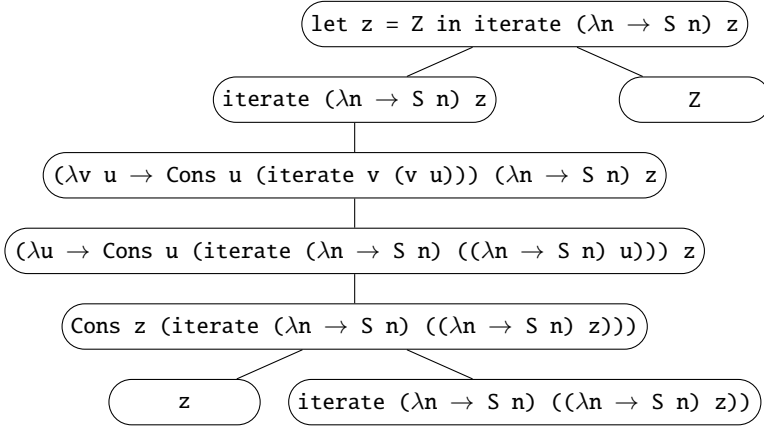 let z = Z in iterate (λn → S n) z
iterate (λn → S n) z
Z
(λv u → Cons u (iterate v (v u))) (λn → S n) z
(λu → Cons u (iterate (λn → S n) ((λn → S n) u))) z
Cons z (iterate (λn → S n) ((λn → S n) z)))
z
iterate (λn → S n) ((λn → S n) z))